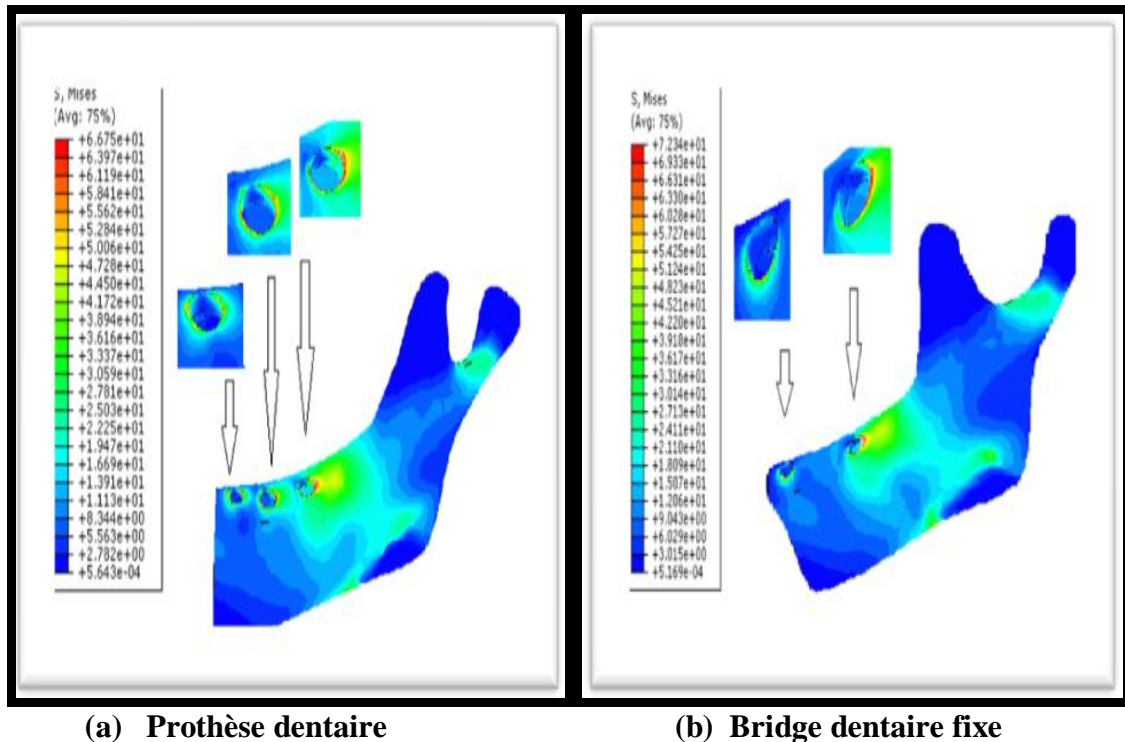 S, Mises
(Avg: 75%)
+6.675e+01
+6.397e+01
+6.119e+01
+5.841e+01
+5.562e+01
+5.284e+01
+5.006e+01
+4.728e+01
+4.450e+01
+4.172e+01
+3.894e+01
+3.616e+01
+3.337e+01
+3.059e+01
+2.781e+01
+2.503e+01
+2.225e+01
+1.947e+01
+1.669e+01
+1.391e+01
+1.113e+01
+8.344e+00
+5.563e+00
+2.782e+00
+5.643e-04
S, Mises
(Avg: 75%)
+7.234e+01
+6.933e+01
+6.631e+01
+6.330e+01
+6.028e+01
+5.727e+01
+5.425e+01
+5.124e+01
+4.823e+01
+4.521e+01
+4.220e+01
+3.918e+01
+3.617e+01
+3.316e+01
+3.014e+01
+2.713e+01
+2.411e+01
+2.110e+01
+1.809e+01
+1.507e+01
+1.206e+01
+9.043e+00
+6.029e+00
+3.015e+00
+5.169e-04
(a) Prothèse dentaire
(b) Bridge dentaire fixe